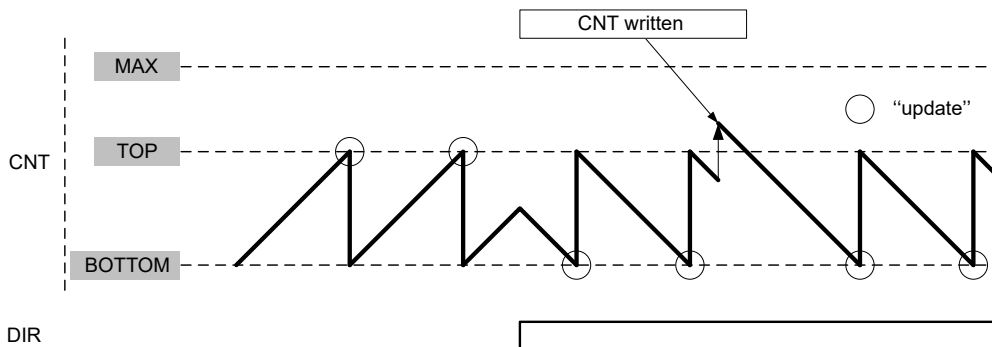 CNT written
MAX
“update”
CNT
TOP
BOTTOM
DIR